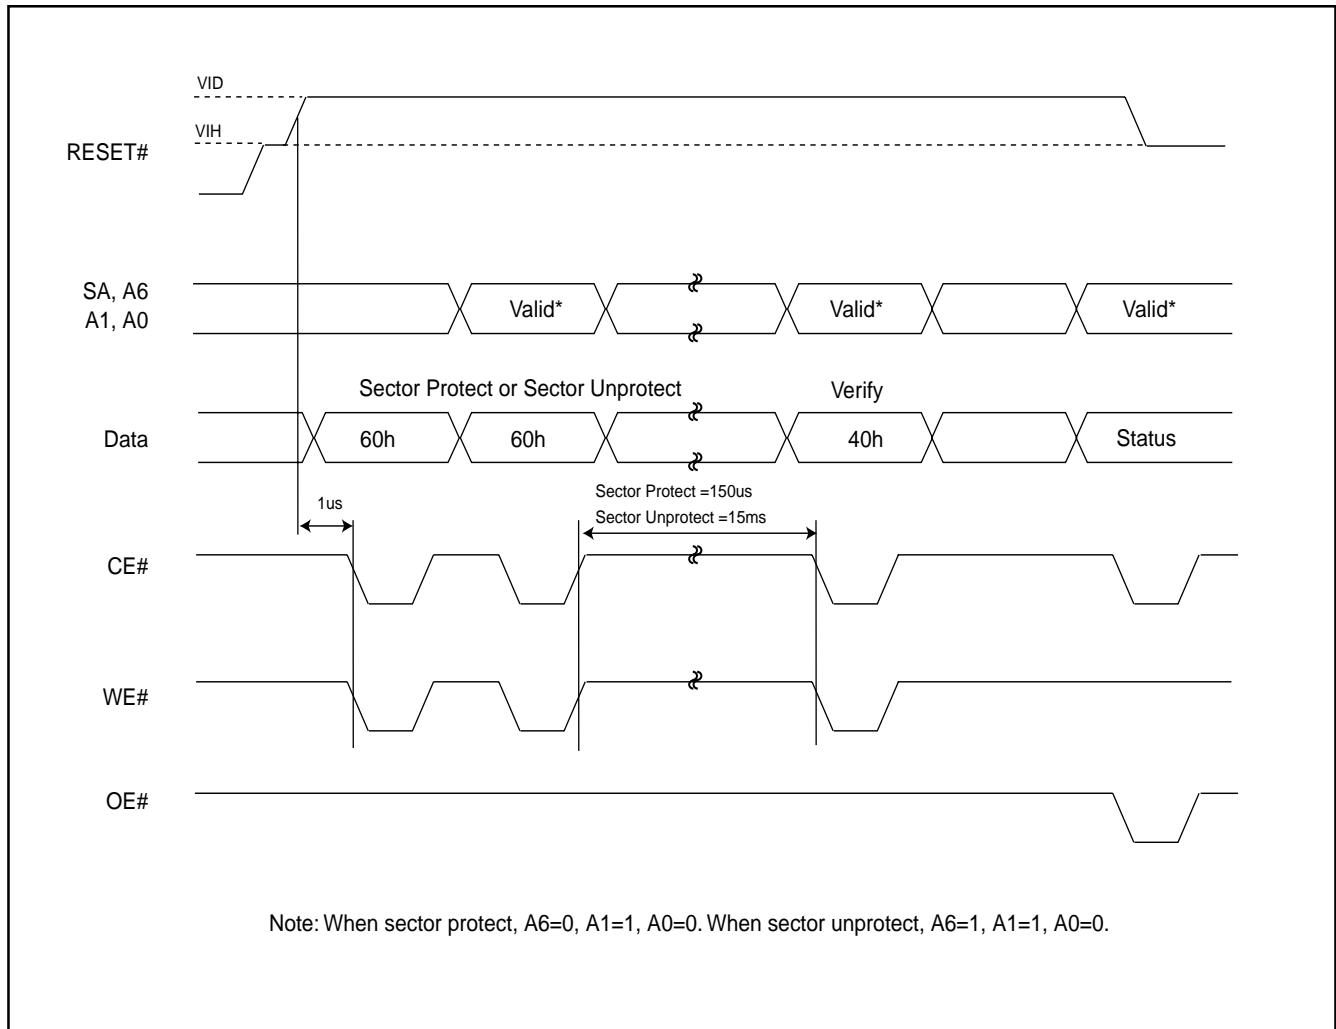 VID
VIH
RESET#
SA, A6
A1, A0
Valid*
Valid*
Valid*
Sector Protect or Sector Unprotect
Verify
Data
60h
60h
40h
Status
1us
Sector Protect =150us
Sector Unprotect =15ms
CE#
WE#
OE#
Note: When sector protect, A6=0, A1=1, A0=0. When sector unprotect, A6=1, A1=1, A0=0.